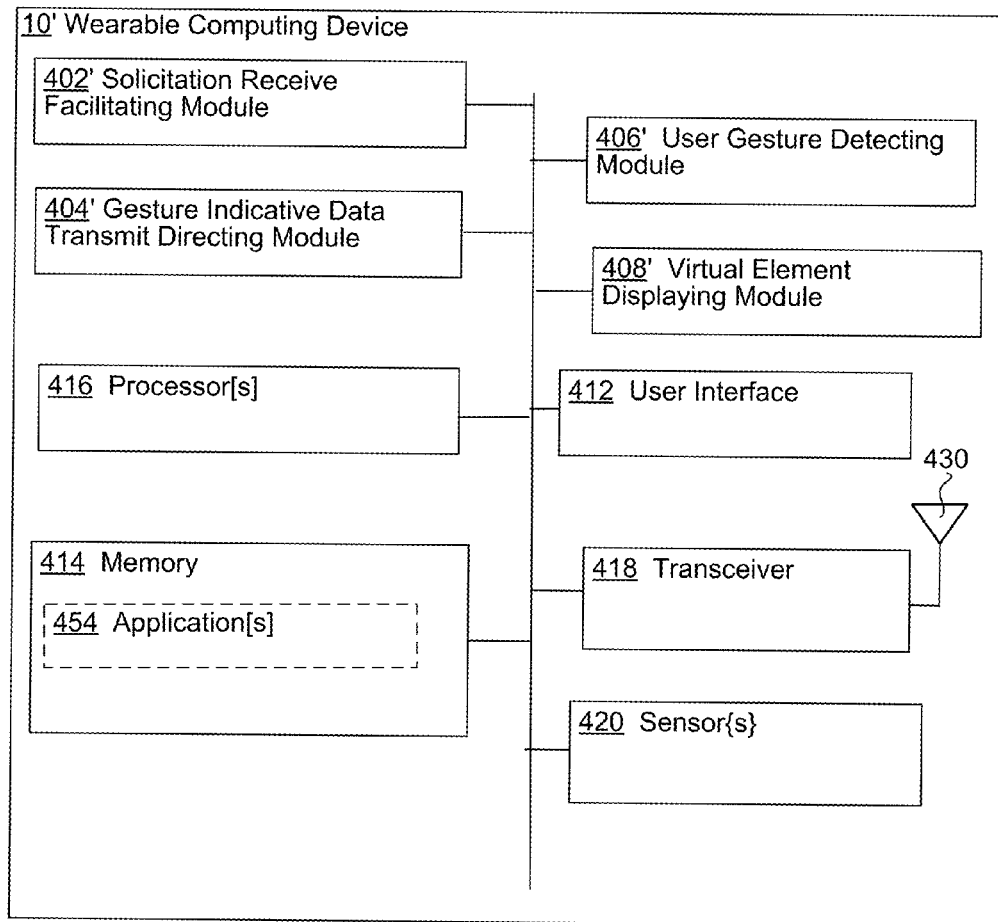 10' Wearable Computing Device
402' Solicitation Receive
Facilitating Module
406' User Gesture Detecting
Module
404' Gesture Indicative Data
Transmit Directing Module
408' Virtual Element
Displaying Module
416 Processor[s]
412 User Interface
430
414 Memory
418 Transceiver
454 Application[s]
420 Sensor{s}